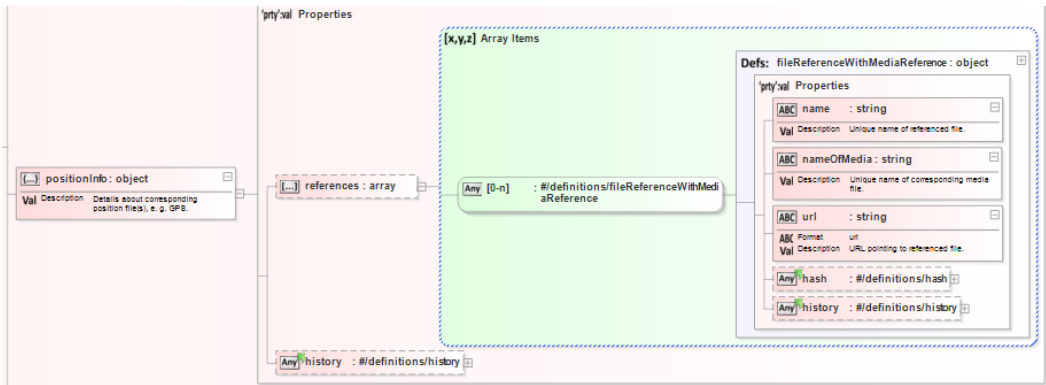 'prty':val Properties
[x,y,z] Array Items
Defs: fileReferenceWithMediaReference : object
'prty':val Properties
ABC name : string
Val Description Unique name of referenced file.
ABC nameOfMedia : string
Val Description Unique name of corresponding media
file.
{...} positionInfo : object
Val Description Details about corresponding
position file(s), e. g. GPS.
[...] references : array
Any [0-n] : #/definitions/fileReferenceWithMedi
aReference
ABC url : string
ABC Format url
Val Description URL pointing to referenced file.
Any hash : #/definitions/hash
Any history : #/definitions/history
Any history : #/definitions/history